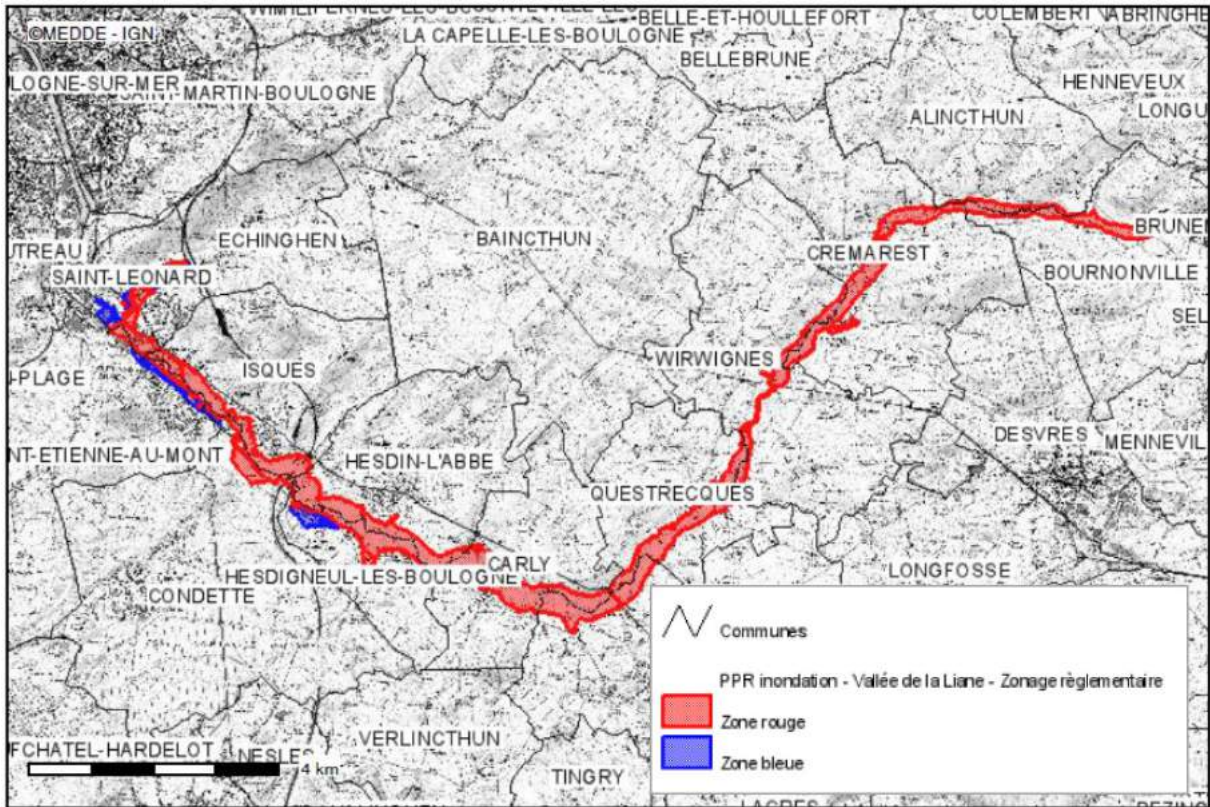 ©MEDDE - IGN
BELLE-ET-HOULLEFORT
LA CAPELLE-LES-BOULOGNE
BELLEBRUNE
HENNEVEUX
MARTIN-BOULOGNE
ALINCTHUN
ECHINGHEN
BAINCTHUN
CREMAREST
SAINT-LEONARD
BOURNONVILLE
WIRWIGNES
ISQUES
DESVRES
HESDIN-L'ABBE
QUESTRECQUES
CARLY
LONGFOSSE
HESDIGNEUL-LES-BOULOGNE
CONDETTE
VERLINCTHUN
TINGRY
4 km
Communes
PPR inondation - Vallée de la Liane - Zonage règlementaire
Zone rouge
Zone bleue